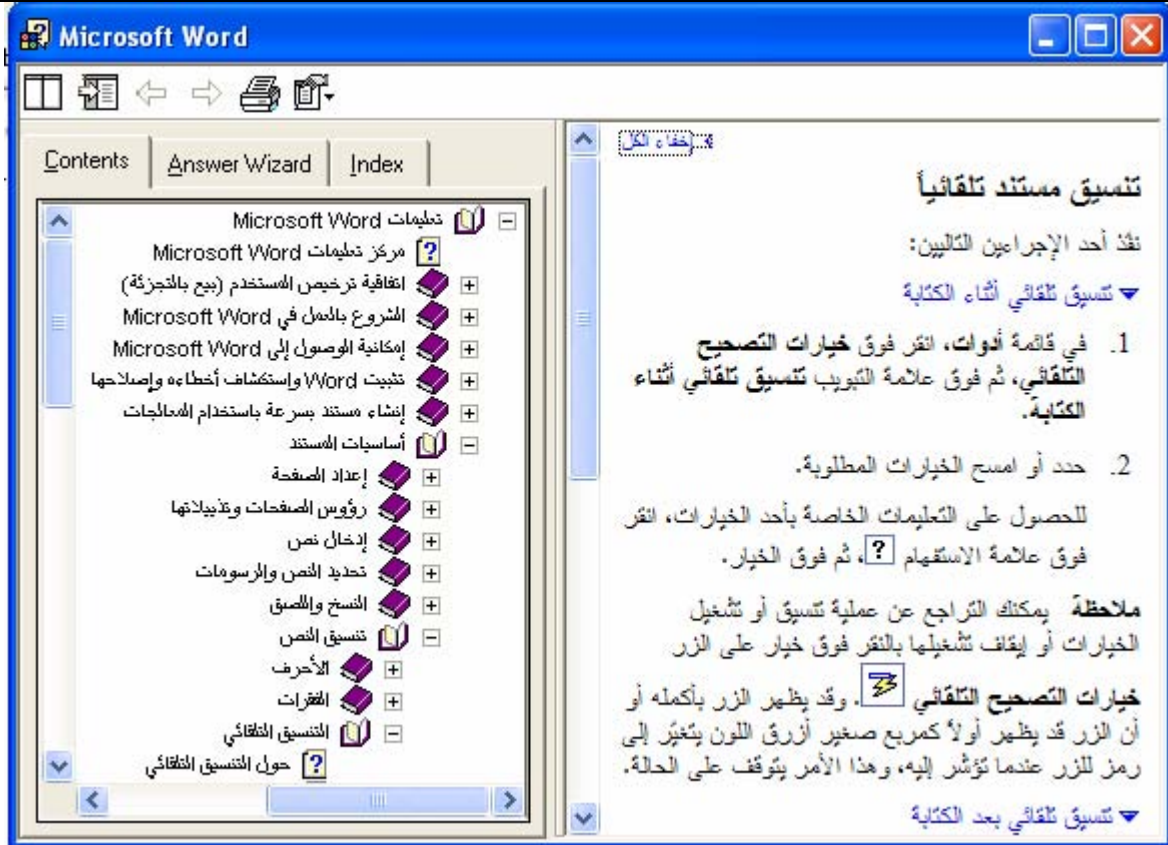 Microsoft Word
Contents
Answer Wizard
Index
تعليمات Microsoft Word
مركز تعليمات Microsoft Word
اتفاقية ترخيص المستخدم (بيع بالتجزئة)
الشروع بالعمل في Microsoft Word
إمكانية الوصول إلى Microsoft Word
تثبيت Word واستكشاف أخطاءه وإصلاحها
إنشاء مستند بسرعة باستخدام المعالجات
أساسيات المستند
إعداد الصفحة
رؤوس الصفحات وتذييلاتها
إدخال نص
تحديد النص والرسومات
النسخ واللصق
تنسيق النص
الأحرف
الفقرات
التنسيق التلقائي
حول التنسيق التلقائي
إخفاء الكل
تنسيق مستند تلقائياً
نفّذ أحد الإجراءين التاليين:
تنسيق تلقائي أثناء الكتابة
1. في قائمة أدوات، انقر فوق خيارات التصحيح
التلقائي، ثم فوق علامة التبويب تنسيق تلقائي أثناء
الكتابة.
2. حدد أو امسح الخيارات المطلوبة.
للحصول على التعليمات الخاصة بأحد الخيارات، انقر
فوق علامة الاستفهام ?، ثم فوق الخيار.
ملاحظة يمكنك التراجع عن عملية تنسيق أو تشغيل
الخيارات أو إيقاف تشغيلها بالنقر فوق خيار على الزر
خيارات التصحيح التلقائي. وقد يظهر الزر بأكمله أو
أن الزر قد يظهر أولاً كمربع صغير أزرق اللون يتغيّر إلى
رمز للزر عندما تؤشر إليه، وهذا الأمر يتوقف على الحالة.
تنسيق تلقائي بعد الكتابة